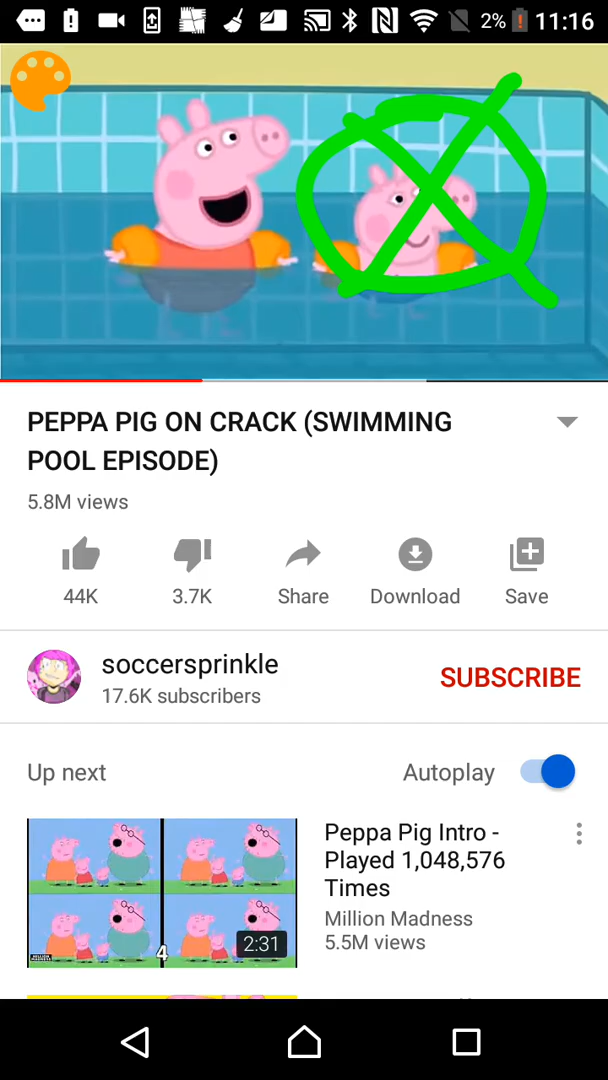 2% 11:16
PEPPA PIG ON CRACK (SWIMMING
POOL EPISODE)
5.8M views
44K 3.7K Share Download Save
soccersprinkle
17.6K subscribers
SUBSCRIBE
Up next Autoplay
Peppa Pig Intro -
Played 1,048,576
Times
Million Madness
5.5M views
4
2:31
MILLION
MADNESS